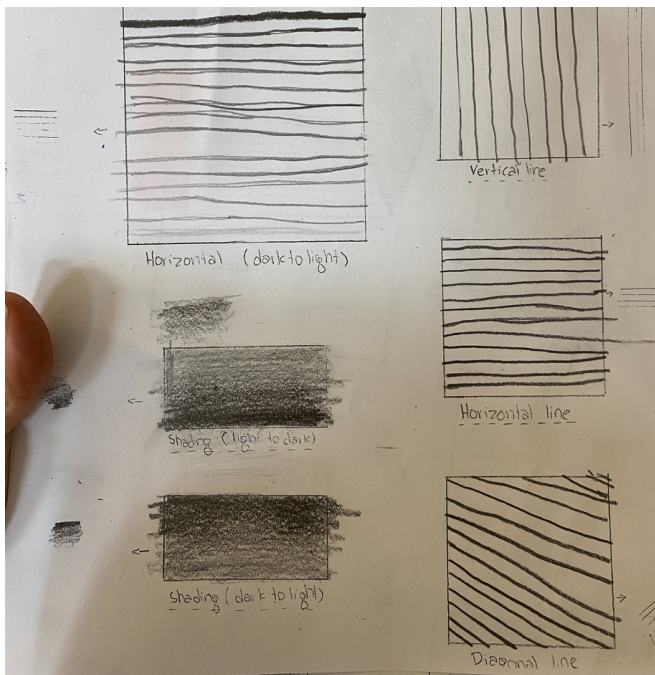 Vertical line
Horizontal (dark to light)
Horizontal line
Shading (light to dark)
Shading (dark to light)
Diagonal line